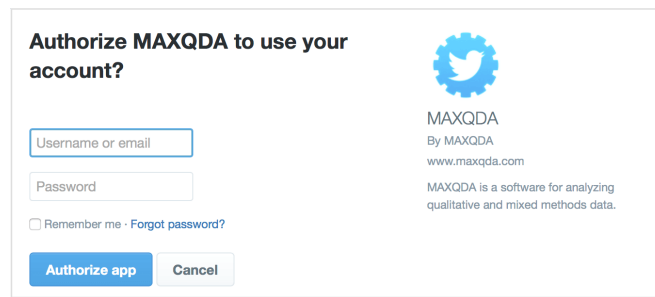 Authorize MAXQDA to use your
account?
Username or email
Password
Remember me · Forgot password?
Authorize app Cancel
MAXQDA
By MAXQDA
www.maxqda.com
MAXQDA is a software for analyzing
qualitative and mixed methods data.